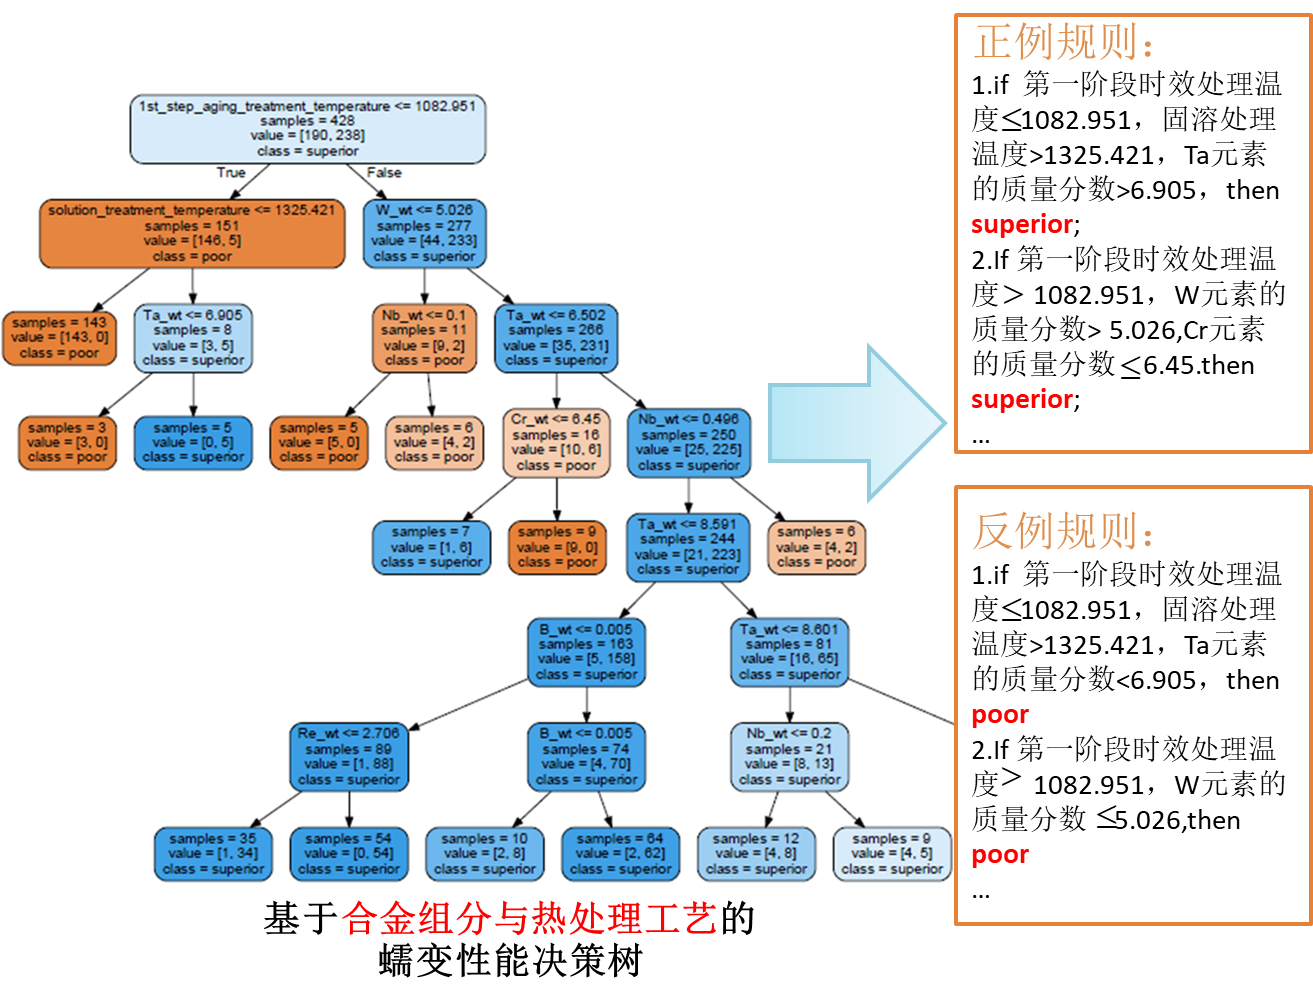 1st_step_aging_treatment_temperature <= 1082.951
samples = 428
value = [190, 238]
class = superior
True
False
solution_treatment_temperature <= 1325.421
samples = 151
value = [146, 5]
class = poor
W_wt <= 5.026
samples = 277
value = [44, 233]
class = superior
samples = 143
value = [143, 0]
class = poor
Ta_wt <= 6.905
samples = 8
value = [3, 5]
class = superior
Nb_wt <= 0.1
samples = 11
value = [9, 2]
class = poor
Ta_wt <= 6.502
samples = 266
value = [35, 231]
class = superior
samples = 3
value = [3, 0]
class = poor
samples = 5
value = [0, 5]
class = superior
samples = 5
value = [5, 0]
class = poor
samples = 6
value = [4, 2]
class = poor
Cr_wt <= 6.45
samples = 16
value = [10, 6]
class = poor
Nb_wt <= 0.496
samples = 250
value = [25, 225]
class = superior
samples = 7
value = [1, 6]
class = superior
samples = 9
value = [9, 0]
class = poor
Ta_wt <= 8.591
samples = 244
value = [21, 223]
class = superior
samples = 6
value = [4, 2]
class = poor
B_wt <= 0.005
samples = 163
value = [5, 158]
class = superior
Ta_wt <= 8.601
samples = 81
value = [16, 65]
class = superior
Re_wt <= 2.706
samples = 89
value = [1, 88]
class = superior
B_wt <= 0.005
samples = 74
value = [4, 70]
class = superior
Nb_wt <= 0.2
samples = 21
value = [8, 13]
class = superior
samples = 35
value = [1, 34]
class = superior
samples = 54
value = [0, 54]
class = superior
samples = 10
value = [2, 8]
class = superior
samples = 64
value = [2, 62]
class = superior
samples = 12
value = [4, 8]
class = superior
samples = 9
value = [4, 5]
class = superior
基于合金组分与热处理工艺的
蠕变性能决策树
正例规则：
1.if 第一阶段时效处理温
度≤1082.951，固溶处理
温度>1325.421，Ta元素
的质量分数>6.905，then
superior;
2.If 第一阶段时效处理温
度＞ 1082.951，W元素的
质量分数> 5.026,Cr元素
的质量分数≤6.45.then
superior;
...
反例规则：
1.if 第一阶段时效处理温
度≤1082.951，固溶处理
温度>1325.421，Ta元素
的质量分数<6.905，then
poor
2.If 第一阶段时效处理温
度＞ 1082.951，W元素的
质量分数 ≤5.026,then
poor
...